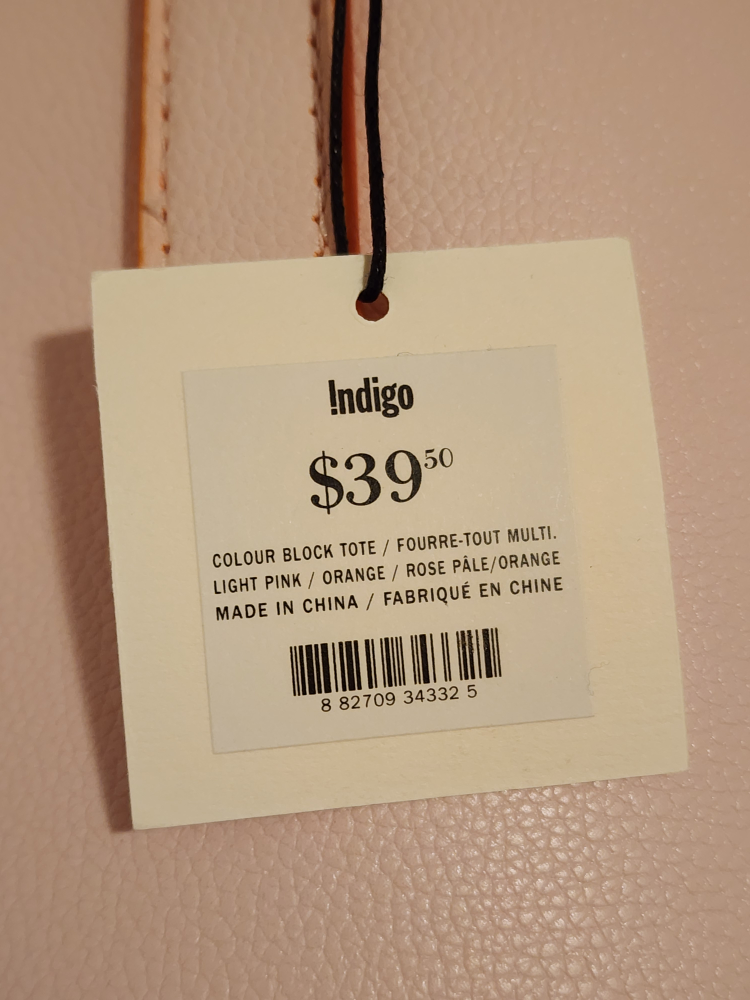 Indigo
$39.50
COLOUR BLOCK TOTE / FOURRE-TOUT MULTI.
LIGHT PINK / ORANGE / ROSE PÂLE/ORANGE
MADE IN CHINA / FABRIQUÉ EN CHINE
8 82709 34332 5